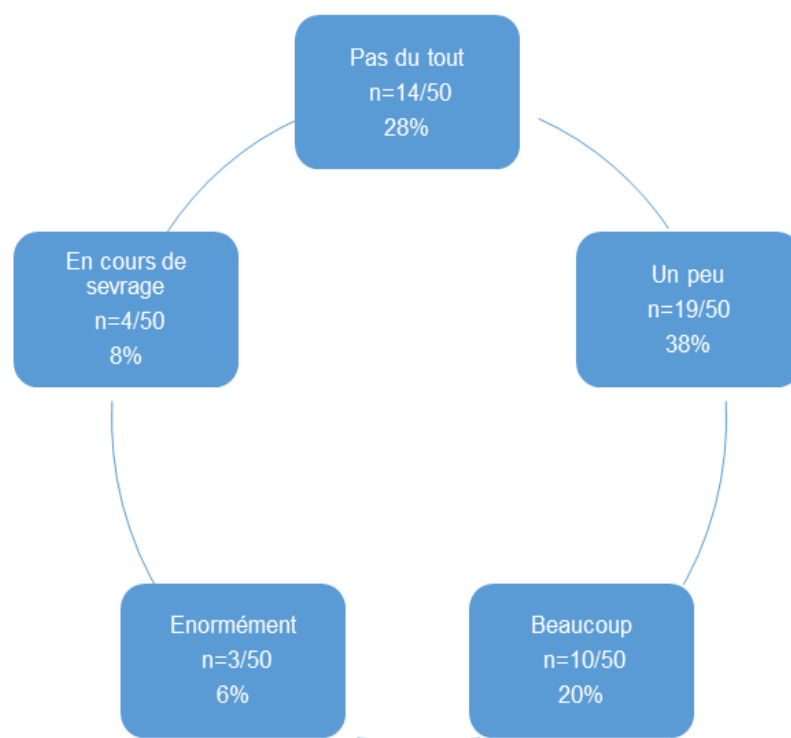 Pas du tout
n=14/50
28%
En cours de
sevrage
n=4/50
8%
Un peu
n=19/50
38%
Enormément
n=3/50
6%
Beaucoup
n=10/50
20%